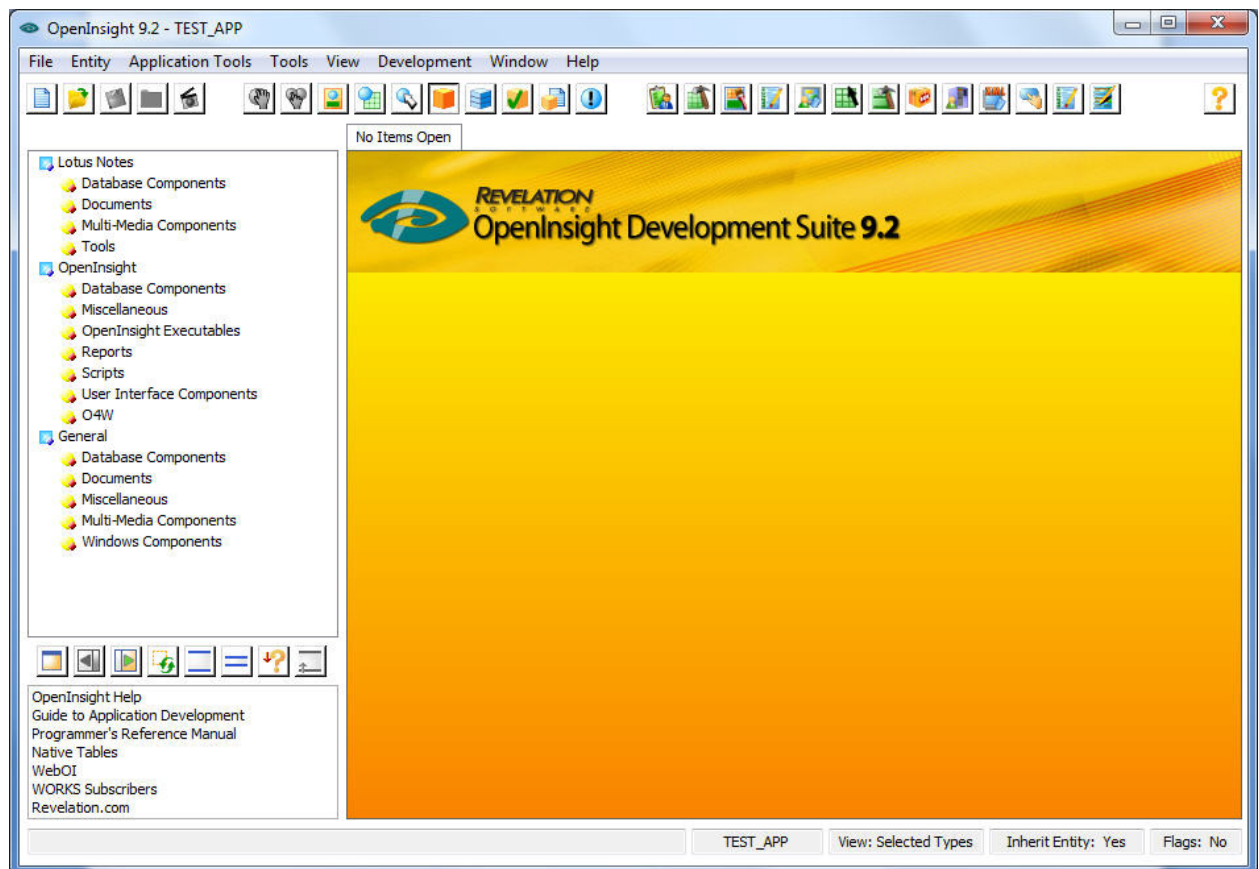 OpenInsight 9.2 - TEST_APP
File Entity Application Tools Tools View Development Window Help
No Items Open
Lotus Notes
Database Components
Documents
Multi-Media Components
Tools
OpenInsight
Database Components
Miscellaneous
OpenInsight Executables
Reports
Scripts
User Interface Components
O4W
General
Database Components
Documents
Miscellaneous
Multi-Media Components
Windows Components
REVELATION
SOFTWARE
OpenInsight Development Suite 9.2
OpenInsight Help
Guide to Application Development
Programmer's Reference Manual
Native Tables
WebOI
WORKS Subscribers
Revelation.com
TEST_APP View: Selected Types Inherit Entity: Yes Flags: No